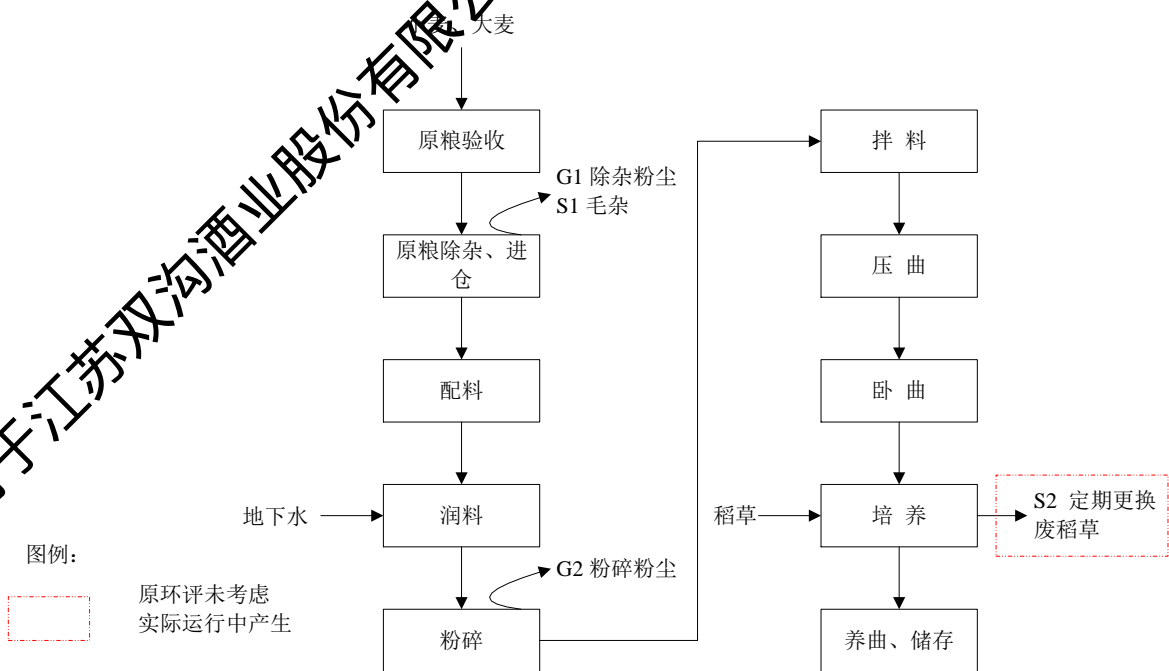 大麦
原粮验收
G1 除杂粉尘
S1 毛杂
原粮除杂、进
仓
配料
地下水
润料
G2 粉碎粉尘
粉碎
拌 料
压 曲
卧 曲
稻草
培 养
S2 定期更换
废稻草
养曲、储存
图例：
原环评未考虑
实际运行中产生
于江苏双沟酒业股份有限公